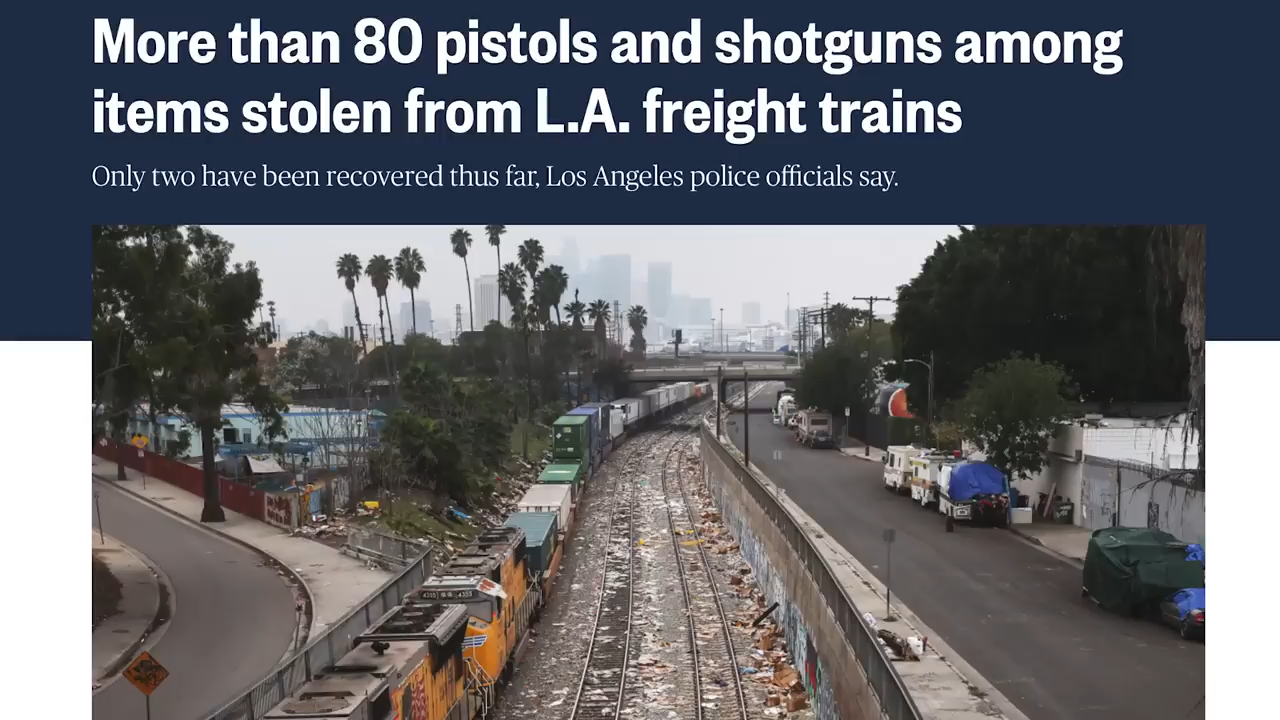 More than 80 pistols and shotguns among
items stolen from L.A. freight trains
Only two have been recovered thus far, Los Angeles police officials say.